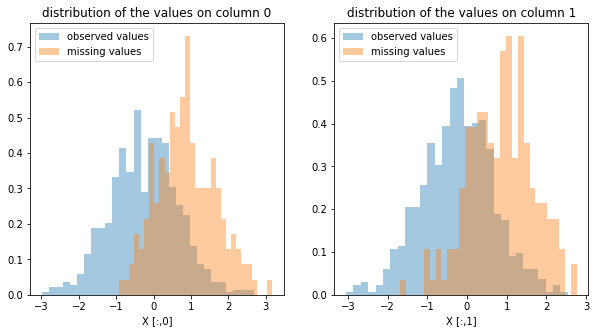 distribution of the values on column 0
observed values
missing values
0.7
0.6
0.5
0.4
0.3
0.2
0.1
0.0
−3 −2 −1 0 1 2 3
X [:,0]
distribution of the values on column 1
observed values
missing values
0.6
0.5
0.4
0.3
0.2
0.1
0.0
−3 −2 −1 0 1 2 3
X [:,1]